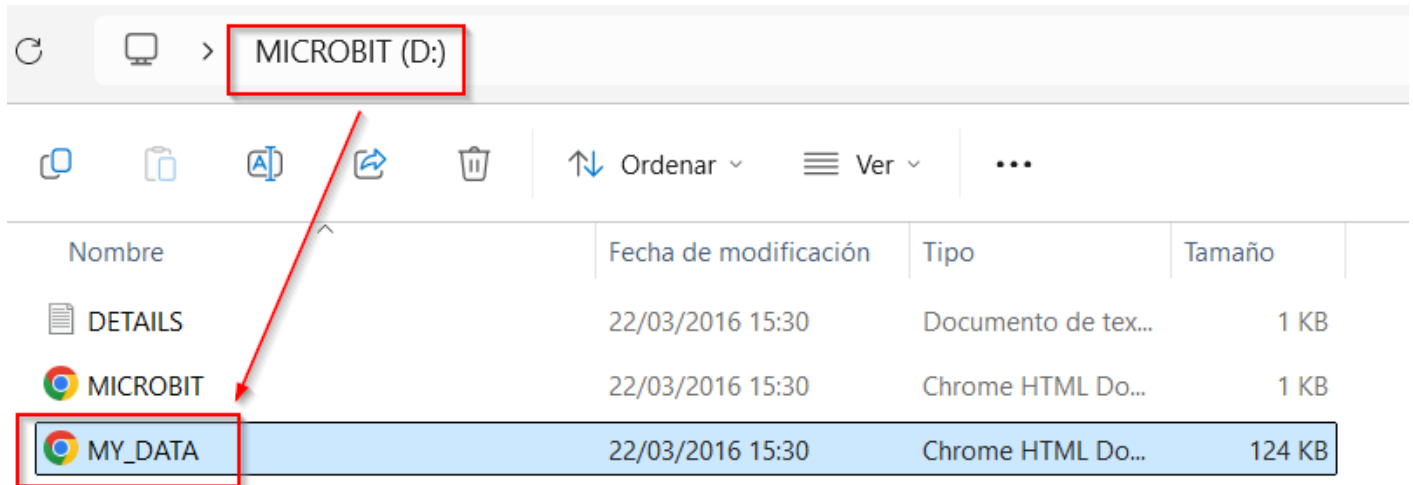 MICROBIT (D:)
Ordenar Ver
Nombre Fecha de modificación Tipo Tamaño
DETAILS 22/03/2016 15:30 Documento de tex... 1 KB
MICROBIT 22/03/2016 15:30 Chrome HTML Do... 1 KB
MY_DATA 22/03/2016 15:30 Chrome HTML Do... 124 KB